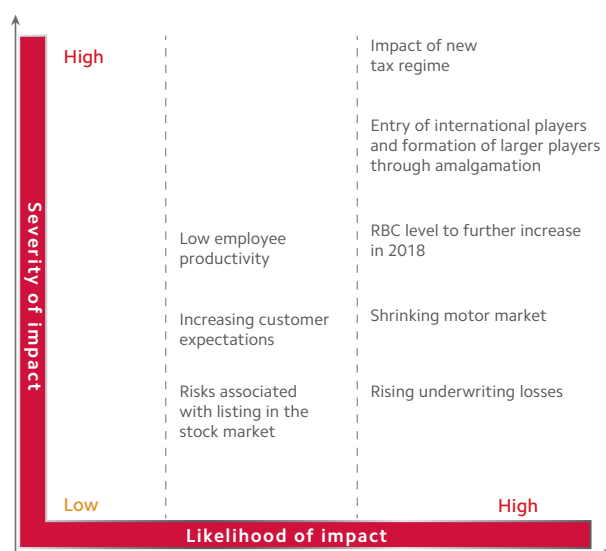 High
Impact of new
tax regime
Entry of international players
and formation of larger players
through amalgamation
Severity of impact
Low employee
productivity
RBC level to further increase
in 2018
Increasing customer
expectations
Shrinking motor market
Risks associated
with listing in the
stock market
Rising underwriting losses
Low
High
Likelihood of impact